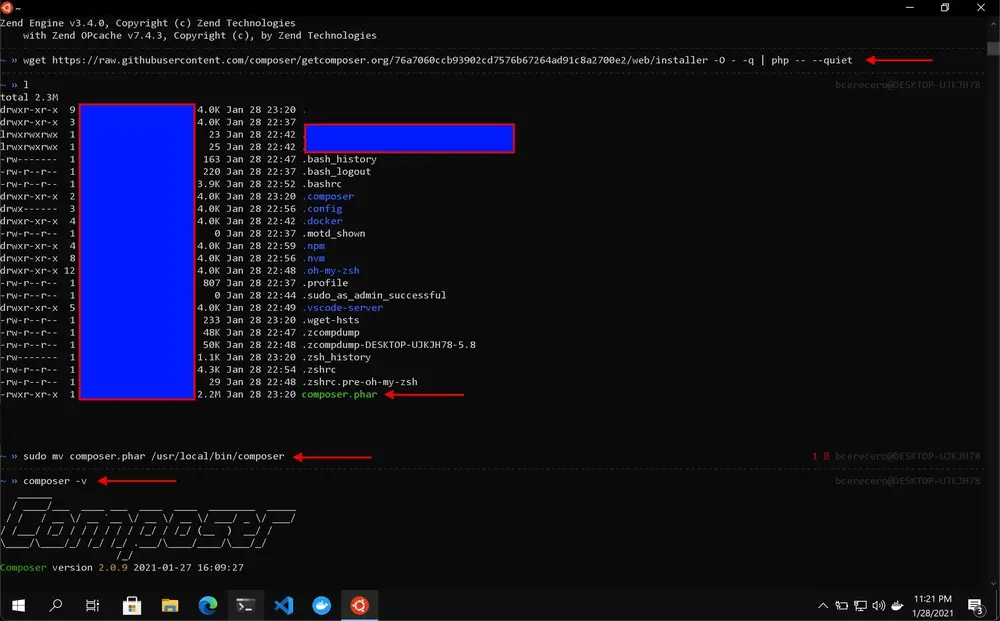 ~
Zend Engine v3.4.0, Copyright (c) Zend Technologies
with Zend OPcache v7.4.3, Copyright (c), by Zend Technologies
~ » wget https://raw.githubusercontent.com/composer/getcomposer.org/76a7060ccb93902cd7576b67264ad91c8a2700e2/web/installer -O - -q | php -- --quiet
~ » l bcerecero@DESKTOP-UJKJH78
total 2.3M
drwxr-xr-x 9 4.0K Jan 28 23:20 .
drwxr-xr-x 3 4.0K Jan 28 22:37
lrwxrwxrwx 1 23 Jan 28 22:42 .
lrwxrwxrwx 1 25 Jan 28 22:42 .
-rw------- 1 163 Jan 28 22:47 .bash_history
-rw-r--r-- 1 220 Jan 28 22:37 .bash_logout
-rw-r--r-- 1 3.9K Jan 28 22:52 .bashrc
drwxr-xr-x 2 4.0K Jan 28 23:20 .composer
drwx------ 3 4.0K Jan 28 22:56 .config
drwxr-xr-x 4 4.0K Jan 28 22:42 .docker
-rw-r--r-- 1 0 Jan 28 22:37 .motd_shown
drwxr-xr-x 4 4.0K Jan 28 22:59 .npm
drwxr-xr-x 8 4.0K Jan 28 22:56 .nvm
drwxr-xr-x 12 4.0K Jan 28 22:48 .oh-my-zsh
-rw-r--r-- 1 807 Jan 28 22:37 .profile
-rw-r--r-- 1 0 Jan 28 22:44 .sudo_as_admin_successful
drwxr-xr-x 5 4.0K Jan 28 22:49 .vscode-server
-rw-r--r-- 1 233 Jan 28 23:20 .wget-hsts
-rw-r--r-- 1 48K Jan 28 22:47 .zcompdump
-rw-r--r-- 1 50K Jan 28 22:48 .zcompdump-DESKTOP-UJKJH78-5.8
-rw------- 1 1.1K Jan 28 23:20 .zsh_history
-rw-r--r-- 1 4.3K Jan 28 22:54 .zshrc
-rw-r--r-- 1 29 Jan 28 22:48 .zshrc.pre-oh-my-zsh
-rwxr-xr-x 1 2.2M Jan 28 23:20 composer.phar
~ » sudo mv composer.phar /usr/local/bin/composer 1 bcerecero@DESKTOP-UJKJH78
~ » composer -v bcerecero@DESKTOP-UJKJH78
Composer
Composer version 2.0.9 2021-01-27 16:09:27
11:21 PM
1/28/2021
3